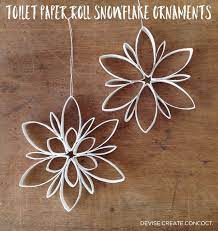 TOILET PAPER ROLL SNOWFLAKE ORNAMENTS
DEVISE.CREATE.CONCOCT.